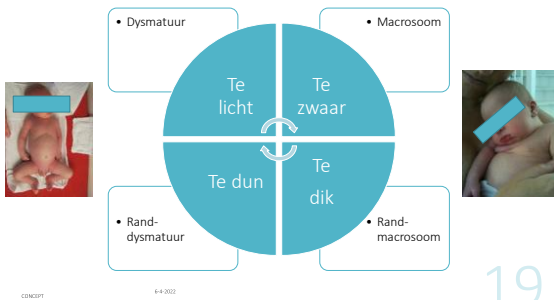 • Dysmatuur
• Macrosoom
Te
licht
Te
zwaar
Te dun
Te
dik
• Rand-
dysmatuur
• Rand-
macrosoom
CONCEPT
6-4-2022
19